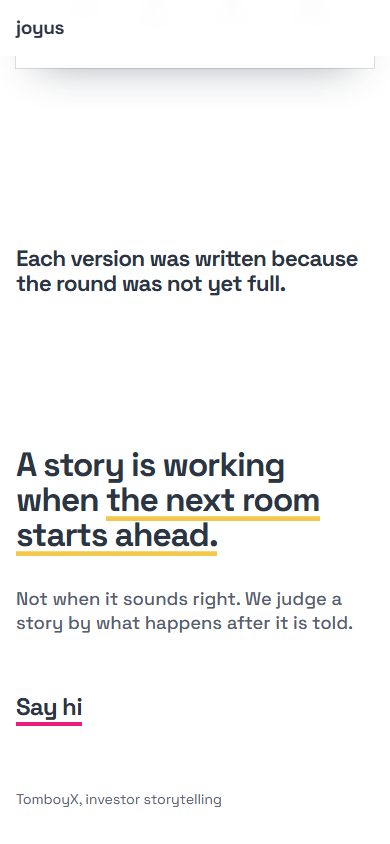 joyus
Each version was written because
the round was not yet full.
A story is working
when the next room
starts ahead.
Not when it sounds right. We judge a
story by what happens after it is told.
Say hi
TomboyX, investor storytelling